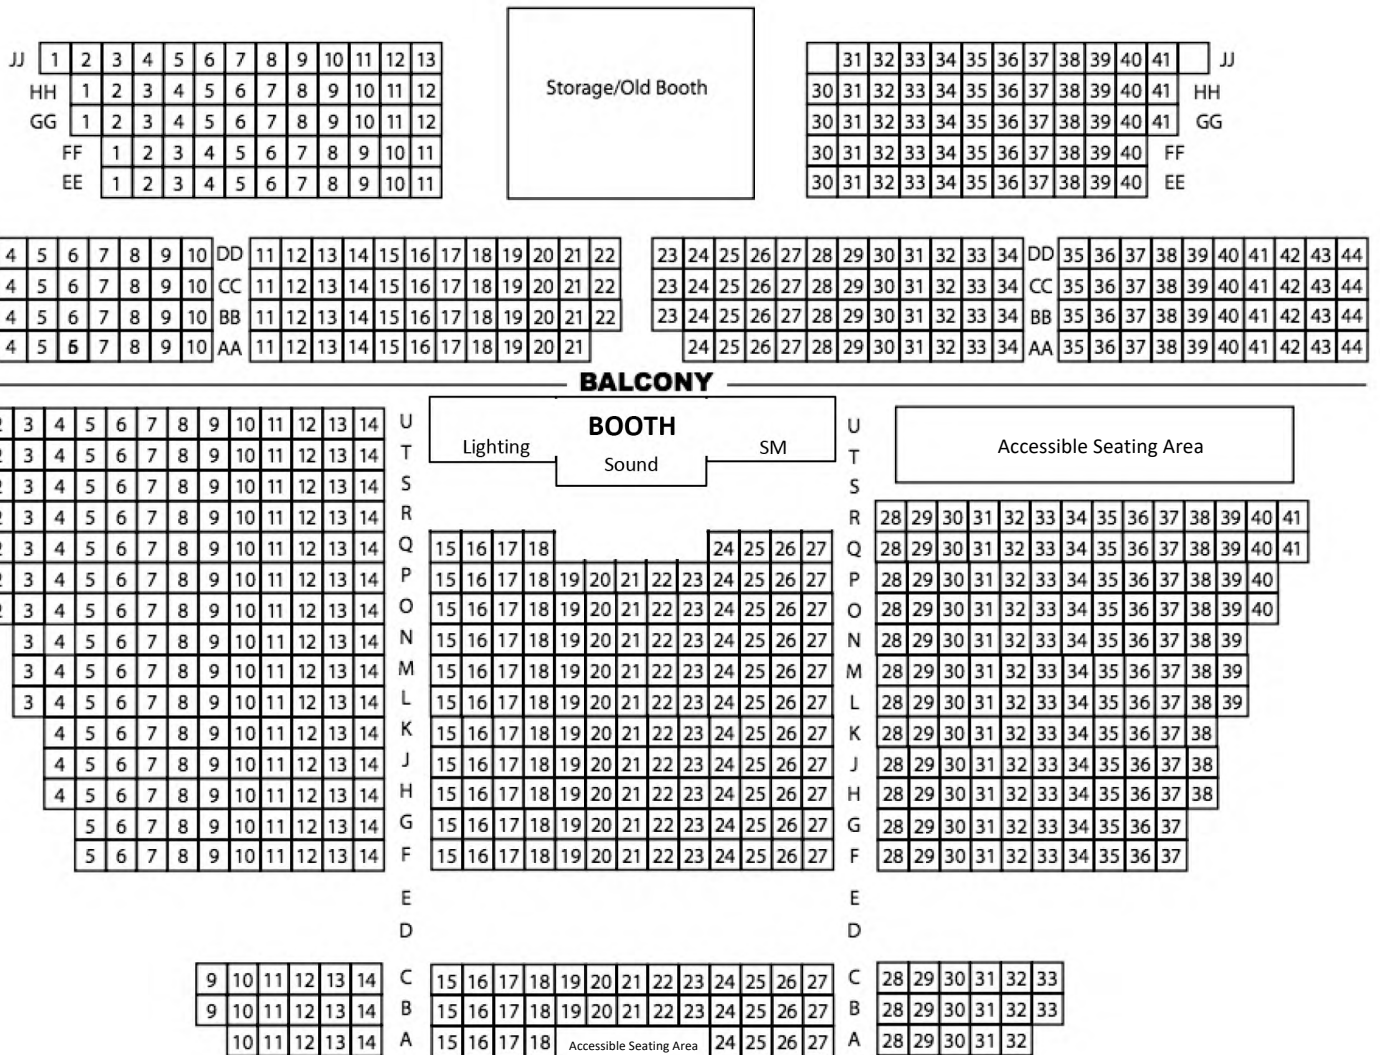 JJ 1 2 3 4 5 6 7 8 9 10 11 12 13 31 32 33 34 35 36 37 38 39 40 41 JJ
HH 1 2 3 4 5 6 7 8 9 10 11 12 Storage/Old Booth 30 31 32 33 34 35 36 37 38 39 40 41 HH
GG 1 2 3 4 5 6 7 8 9 10 11 12 30 31 32 33 34 35 36 37 38 39 40 41 GG
FF 1 2 3 4 5 6 7 8 9 10 11 30 31 32 33 34 35 36 37 38 39 40 FF
EE 1 2 3 4 5 6 7 8 9 10 11 30 31 32 33 34 35 36 37 38 39 40 EE
4 5 6 7 8 9 10 DD 11 12 13 14 15 16 17 18 19 20 21 22 23 24 25 26 27 28 29 30 31 32 33 34 DD 35 36 37 38 39 40 41 42 43 44
4 5 6 7 8 9 10 CC 11 12 13 14 15 16 17 18 19 20 21 22 23 24 25 26 27 28 29 30 31 32 33 34 CC 35 36 37 38 39 40 41 42 43 44
4 5 6 7 8 9 10 BB 11 12 13 14 15 16 17 18 19 20 21 22 23 24 25 26 27 28 29 30 31 32 33 34 BB 35 36 37 38 39 40 41 42 43 44
4 5 6 7 8 9 10 AA 11 12 13 14 15 16 17 18 19 20 21 24 25 26 27 28 29 30 31 32 33 34 AA 35 36 37 38 39 40 41 42 43 44
BALCONY
3 4 5 6 7 8 9 10 11 12 13 14 U BOOTH U
3 4 5 6 7 8 9 10 11 12 13 14 T Lighting Sound SM T Accessible Seating Area
3 4 5 6 7 8 9 10 11 12 13 14 S S
3 4 5 6 7 8 9 10 11 12 13 14 R R 28 29 30 31 32 33 34 35 36 37 38 39 40 41
3 4 5 6 7 8 9 10 11 12 13 14 Q 15 16 17 18 24 25 26 27 Q 28 29 30 31 32 33 34 35 36 37 38 39 40 41
3 4 5 6 7 8 9 10 11 12 13 14 P 15 16 17 18 19 20 21 22 23 24 25 26 27 P 28 29 30 31 32 33 34 35 36 37 38 39 40
3 4 5 6 7 8 9 10 11 12 13 14 O 15 16 17 18 19 20 21 22 23 24 25 26 27 O 28 29 30 31 32 33 34 35 36 37 38 39 40
3 4 5 6 7 8 9 10 11 12 13 14 N 15 16 17 18 19 20 21 22 23 24 25 26 27 N 28 29 30 31 32 33 34 35 36 37 38 39
3 4 5 6 7 8 9 10 11 12 13 14 M 15 16 17 18 19 20 21 22 23 24 25 26 27 M 28 29 30 31 32 33 34 35 36 37 38 39
3 4 5 6 7 8 9 10 11 12 13 14 L 15 16 17 18 19 20 21 22 23 24 25 26 27 L 28 29 30 31 32 33 34 35 36 37 38 39
4 5 6 7 8 9 10 11 12 13 14 K 15 16 17 18 19 20 21 22 23 24 25 26 27 K 28 29 30 31 32 33 34 35 36 37 38
4 5 6 7 8 9 10 11 12 13 14 J 15 16 17 18 19 20 21 22 23 24 25 26 27 J 28 29 30 31 32 33 34 35 36 37 38
4 5 6 7 8 9 10 11 12 13 14 H 15 16 17 18 19 20 21 22 23 24 25 26 27 H 28 29 30 31 32 33 34 35 36 37 38
5 6 7 8 9 10 11 12 13 14 G 15 16 17 18 19 20 21 22 23 24 25 26 27 G 28 29 30 31 32 33 34 35 36 37
5 6 7 8 9 10 11 12 13 14 F 15 16 17 18 19 20 21 22 23 24 25 26 27 F 28 29 30 31 32 33 34 35 36 37
E E
D D
9 10 11 12 13 14 C 15 16 17 18 19 20 21 22 23 24 25 26 27 C 28 29 30 31 32 33
9 10 11 12 13 14 B 15 16 17 18 19 20 21 22 23 24 25 26 27 B 28 29 30 31 32 33
10 11 12 13 14 A 15 16 17 18 Accessible Seating Area 24 25 26 27 A 28 29 30 31 32